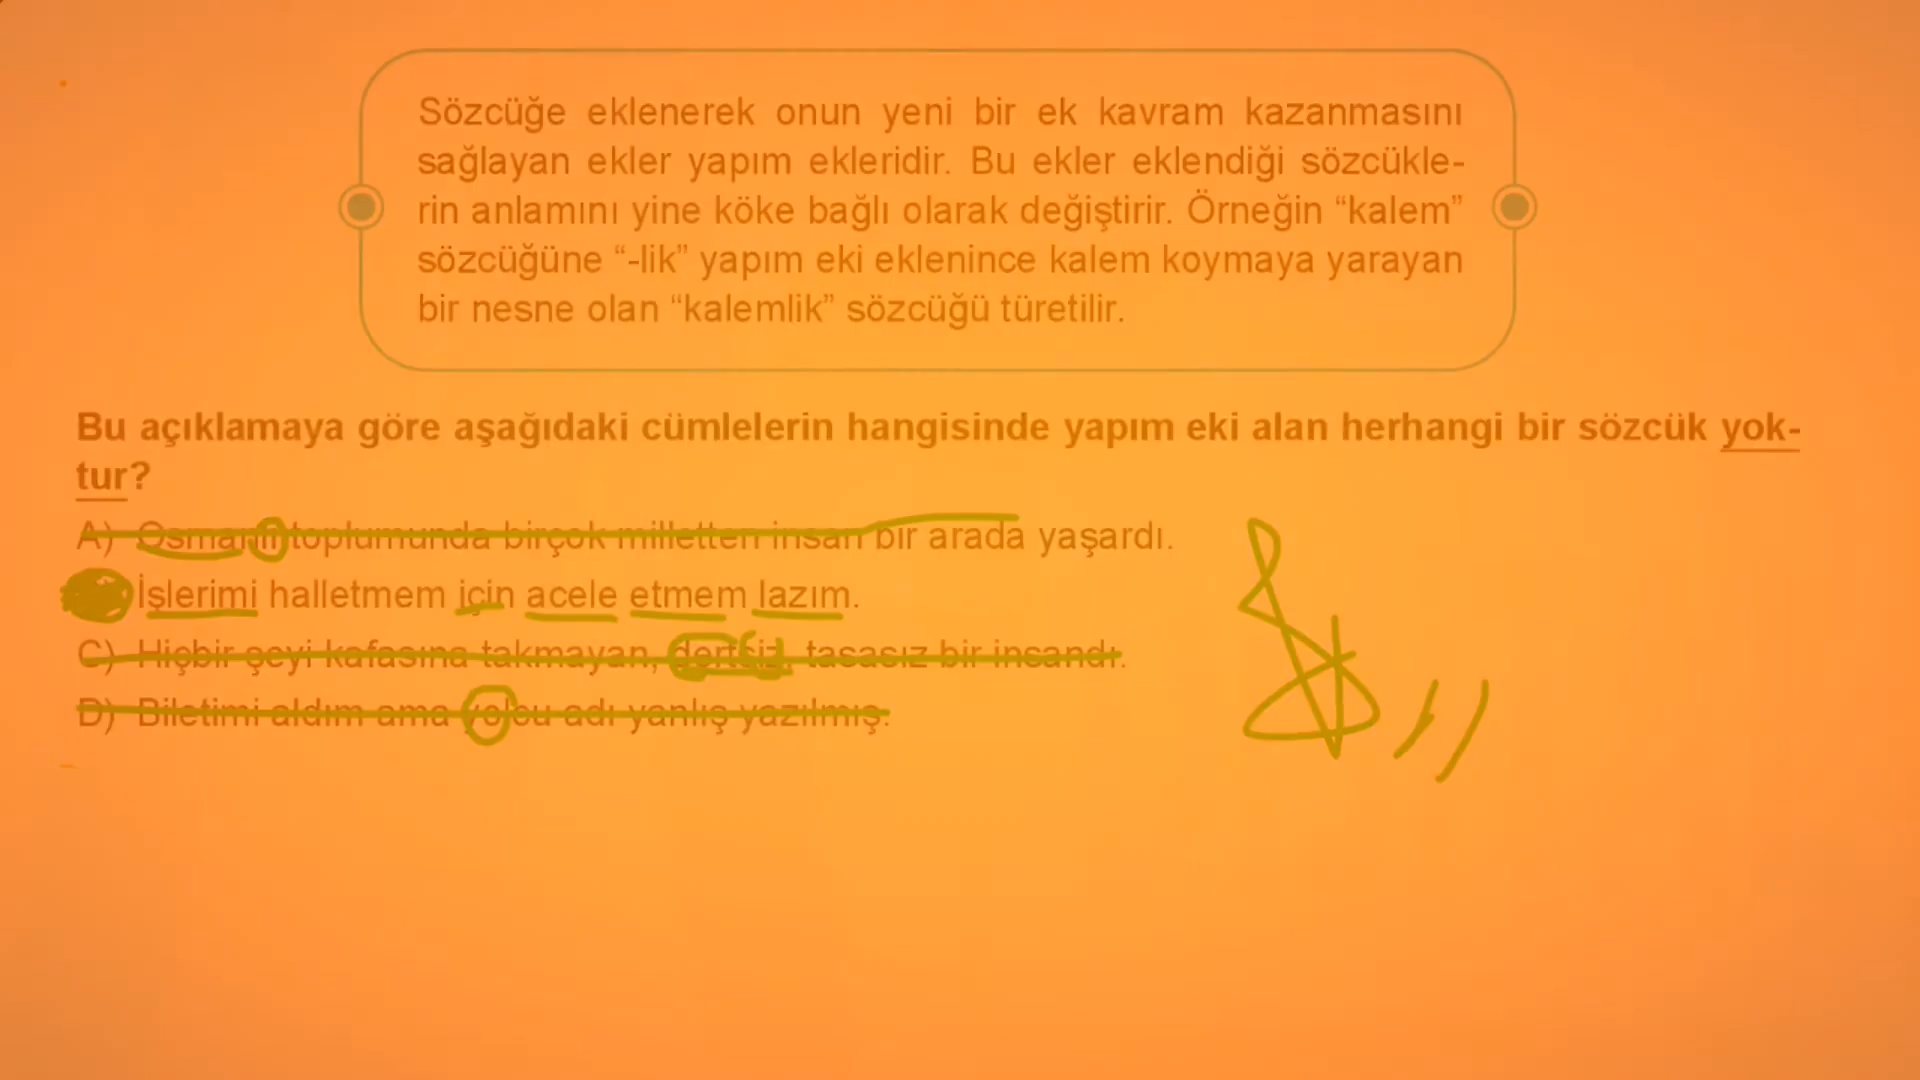 Sözcüğe eklenerek onun yeni bir ek kavram kazanmasını
sağlayan ekler yapım ekleridir. Bu ekler eklendiği sözcükle-
rin anlamını yine köke bağlı olarak değiştirir. Örneğin “kalem”
sözcüğüne “-lik” yapım eki eklenince kalem koymaya yarayan
bir nesne olan “kalemlik” sözcüğü türetilir.
Bu açıklamaya göre aşağıdaki cümlelerin hangisinde yapım eki alan herhangi bir sözcük yok-
tur?
A) Osmanlı toplumunda birçok milletten insan bir arada yaşardı.
İşlerimi halletmem için acele etmem lazım.
C) Hiçbir şeyi kafasına takmayan, dertsiz, tasasız bir insandı.
D) Biletimi aldım ama yolcu adı yanlış yazılmış.